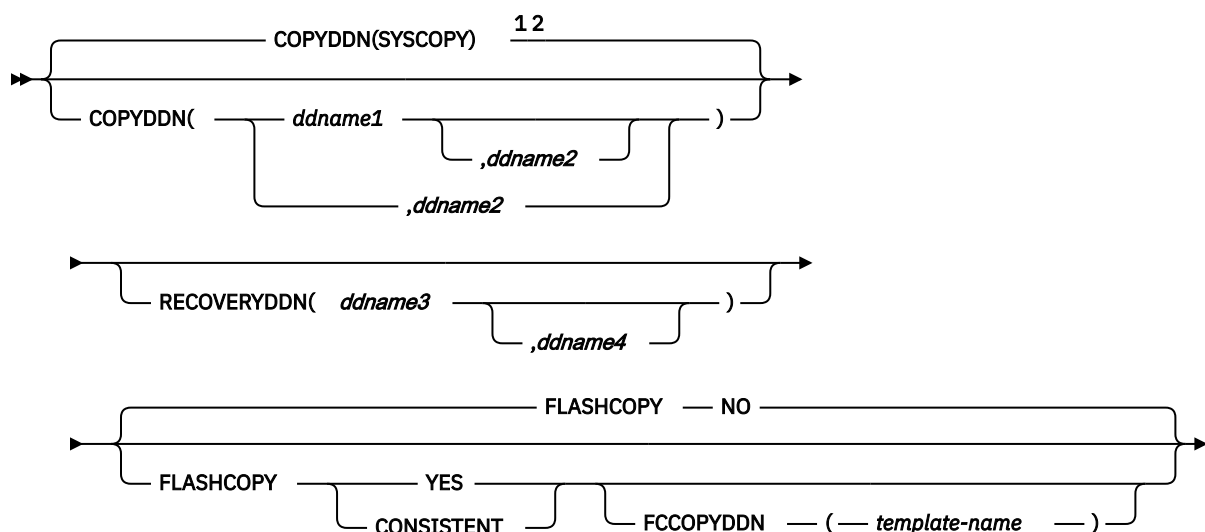 COPYDDN(SYSCOPY) 1 2
COPYDDN( ddname1 )
,ddname2
,ddname2
RECOVERYDDN( ddname3 )
,ddname4
FLASHCOPY NO
FLASHCOPY YES
CONSISTENT FCCOPYDDN ( template-name )